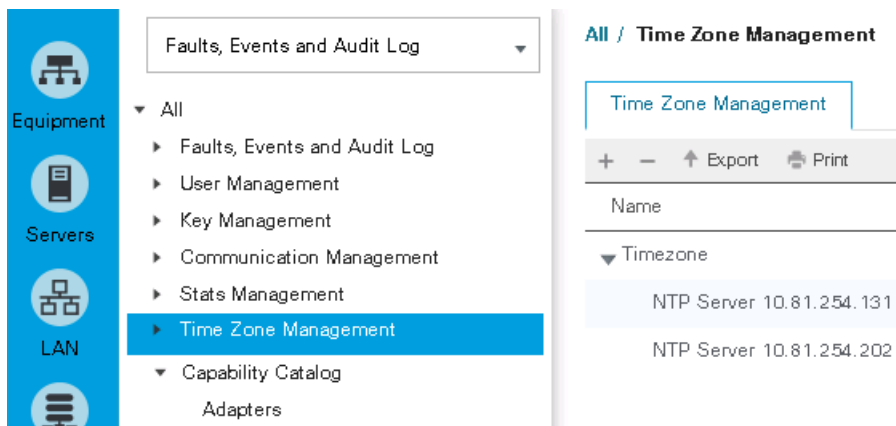 Equipment
Servers
LAN
Faults, Events and Audit Log
All
Faults, Events and Audit Log
User Management
Key Management
Communication Management
Stats Management
Time Zone Management
Capability Catalog
Adapters
All / Time Zone Management
Time Zone Management
+ − Export Print
Name
Timezone
NTP Server 10.81.254.131
NTP Server 10.81.254.202